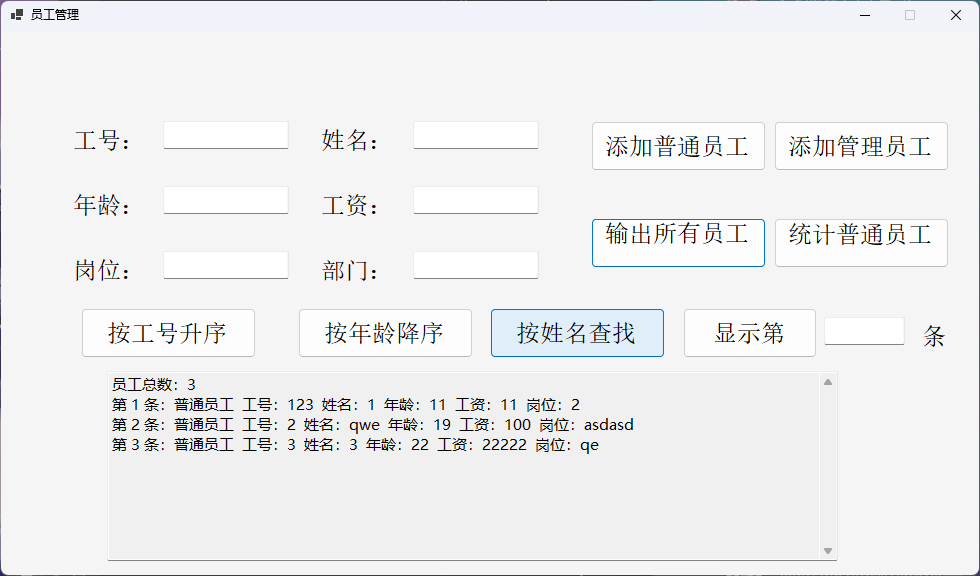 员工管理
工号： 姓名： 添加普通员工 添加管理员工
年龄： 工资： 输出所有员工 统计普通员工
岗位： 部门：
按工号升序 按年龄降序 按姓名查找 显示第 条
员工总数：3
第 1 条：普通员工 工号：123 姓名：1 年龄：11 工资：11 岗位：2
第 2 条：普通员工 工号：2 姓名：qwe 年龄：19 工资：100 岗位：asdasd
第 3 条：普通员工 工号：3 姓名：3 年龄：22 工资：22222 岗位：qe